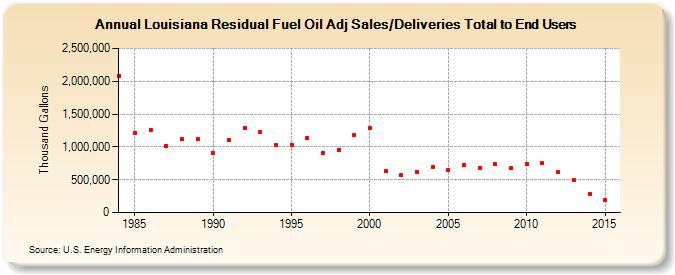 Annual Louisiana Residual Fuel Oil Adj Sales/Deliveries Total to End Users
Thousand Gallons
2,500,000
2,000,000
1,500,000
1,000,000
500,000
0
1985 1990 1995 2000 2005 2010 2015
Source: U.S. Energy Information Administration